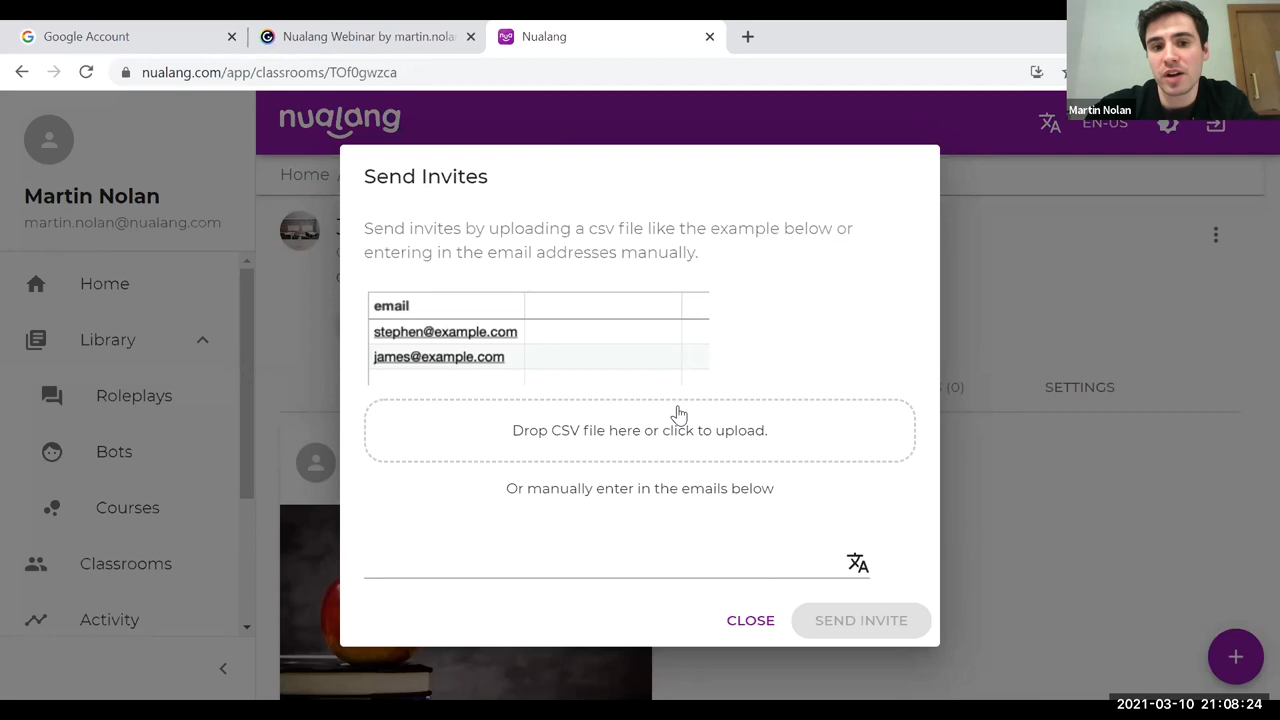 Google Account
Nualang Webinar by martin.nola
Nualang
nualang.com/app/classrooms/TOf0gwzca
Martin Nolan
nualang
EN-US
Martin Nolan
martin.nolan@nualang.com
Home /
Send Invites
Send invites by uploading a csv file like the example below or
entering in the email addresses manually.
email
stephen@example.com
james@example.com
Home
Library
Roleplays
Bots
Courses
Classrooms
Activity
(0)
SETTINGS
Drop CSV file here or click to upload.
Or manually enter in the emails below
CLOSE
SEND INVITE
2021-03-10 21:08:24